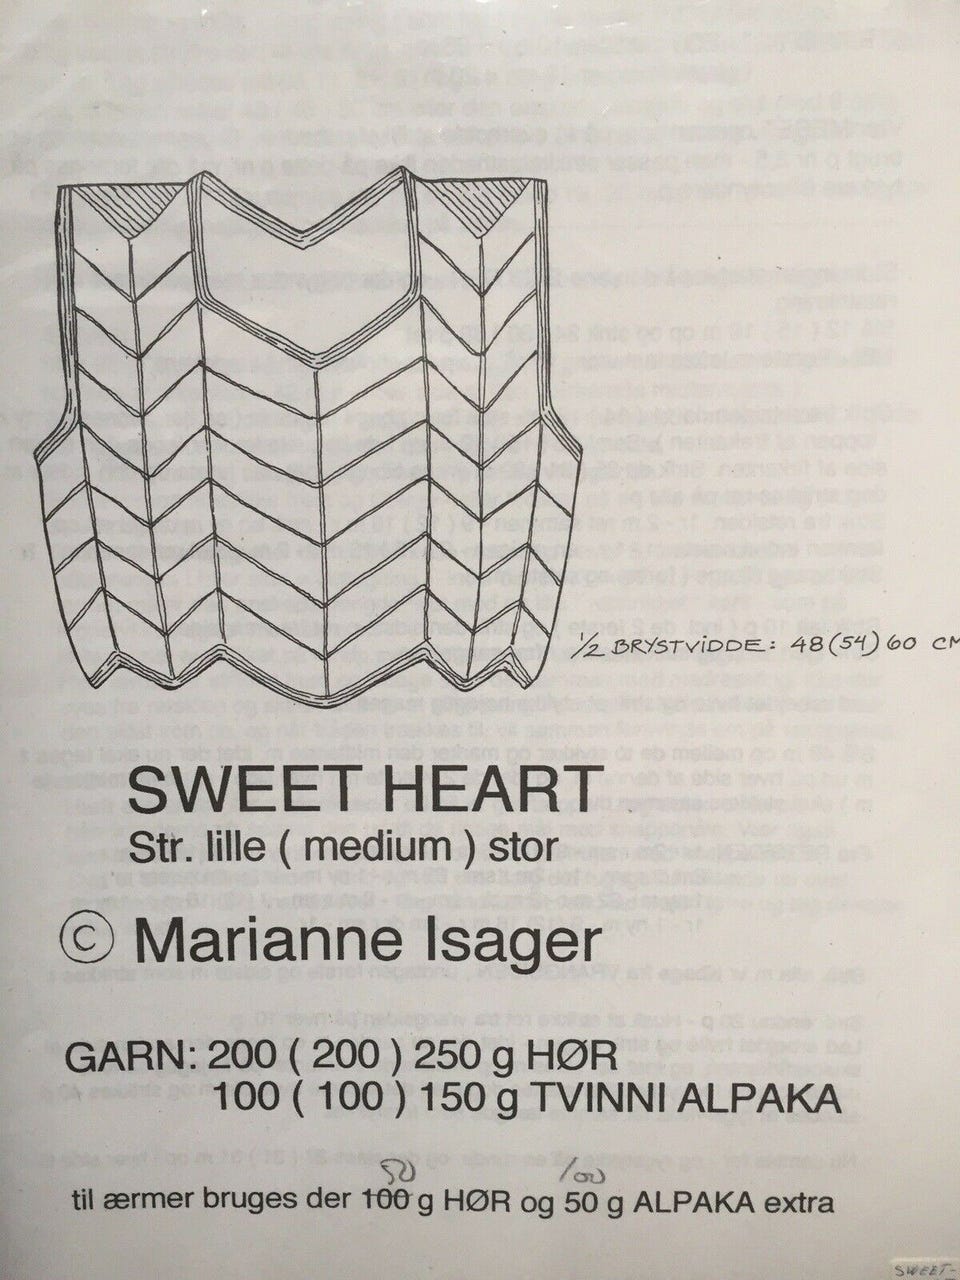 ½ BRYSTVIDDE: 48(54)60 CM
SWEET HEART
Str. lille ( medium ) stor
© Marianne Isager
GARN: 200 ( 200 ) 250 g HØR
100 ( 100 ) 150 g TVINNI ALPAKA
50 100
til ærmer bruges der 100 g HØR og 50 g ALPAKA extra
SWEET-